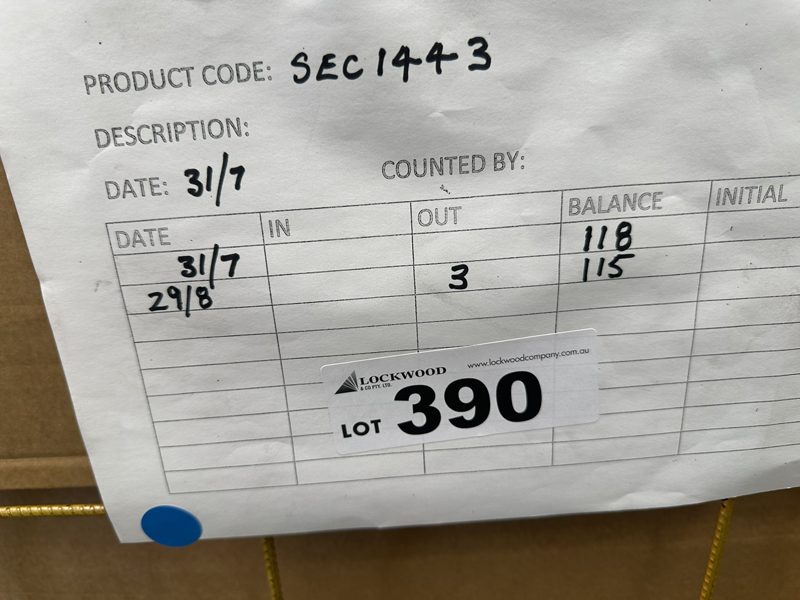 PRODUCT CODE: SEC1443
DESCRIPTION:
DATE: 31/7 COUNTED BY:
DATE IN OUT BALANCE INITIAL
31/7 118
29/8 3 115
LOCKWOOD www.lockwoodcompany.com.au
& CO PTY. LTD.
LOT 390